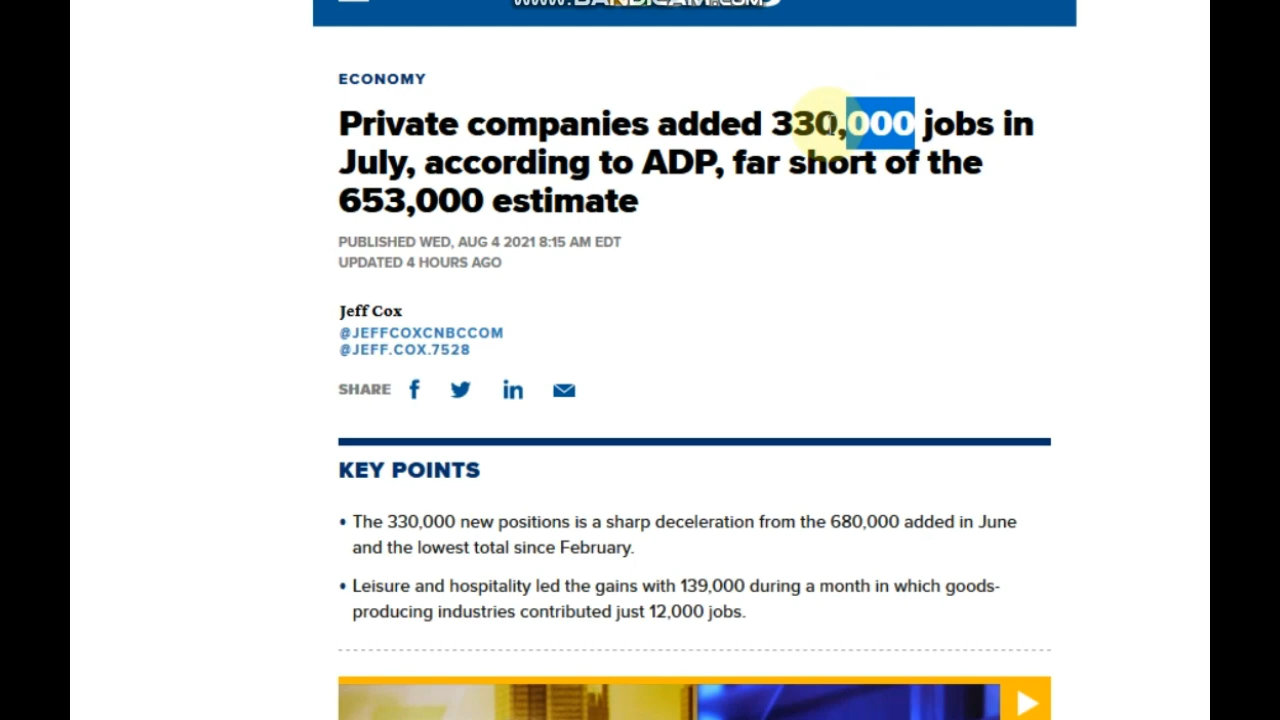 www.BANDICAM.com
ECONOMY
Private companies added 330,000 jobs in
July, according to ADP, far short of the
653,000 estimate
PUBLISHED WED, AUG 4 2021 8:15 AM EDT
UPDATED 4 HOURS AGO
Jeff Cox
@JEFFCOXCNBCCOM
@JEFF.COX.7528
SHARE
KEY POINTS
• The 330,000 new positions is a sharp deceleration from the 680,000 added in June
and the lowest total since February.
• Leisure and hospitality led the gains with 139,000 during a month in which goods-
producing industries contributed just 12,000 jobs.